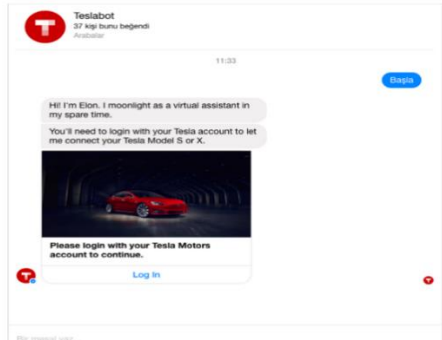 Teslabot
37 kişi bunu beğendi
Arabalar
11:33
Başla
Hi! I'm Elon. I moonlight as a virtual assistant in
my spare time.
You'll need to login with your Tesla account to let
me connect your Tesla Model S or X.
Please login with your Tesla Motors
account to continue.
Log In